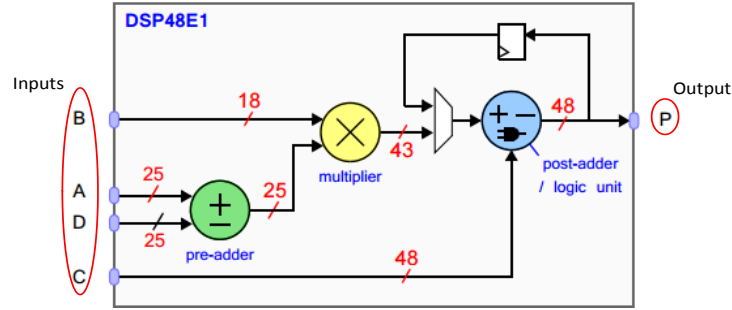 DSP48E1
Inputs
Output
B
18
48
P
43
multiplier
post-adder
/ logic unit
A
25
25
D
25
pre-adder
C
48